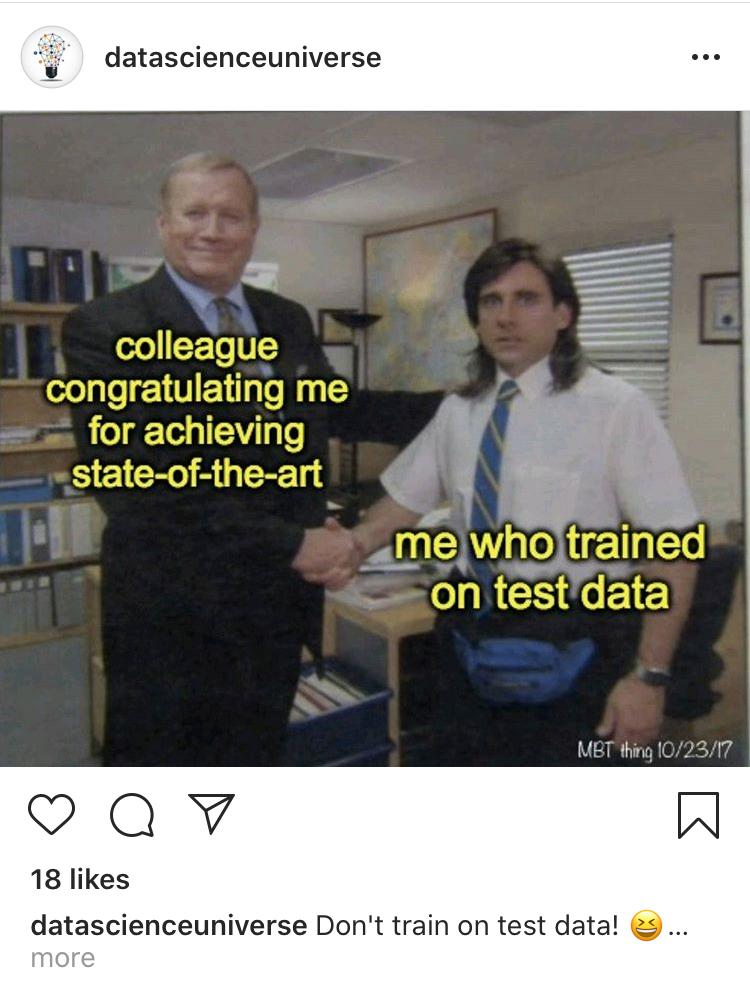 datascienceuniverse
colleague
congratulating me
for achieving
state-of-the-art
me who trained
on test data
MBT thing 10/23/17
18 likes
datascienceuniverse Don't train on test data! 😆...
more